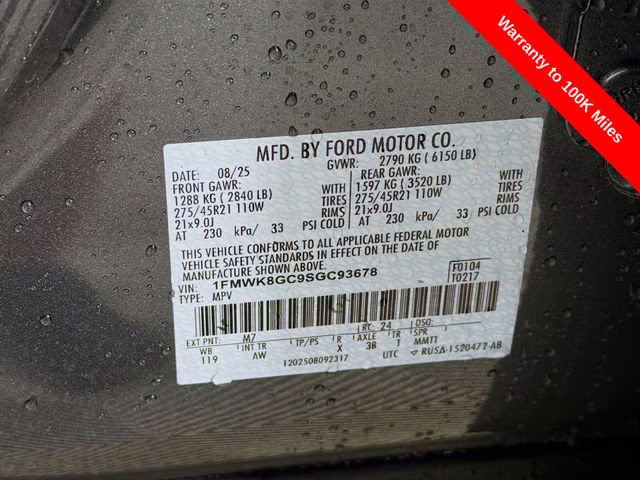 Warranty to 100K Miles
MFD. BY FORD MOTOR CO.
DATE: 08/25 GVWR: 2790 KG ( 6150 LB)
FRONT GAWR: REAR GAWR:
1288 KG ( 2840 LB) WITH 1597 KG ( 3520 LB) WITH
275/45R21 110W TIRES 275/45R21 110W TIRES
21x9.0J RIMS 21x9.0J RIMS
AT 230 kPa/ 33 PSI COLD AT 230 kPa/ 33 PSI COLD
THIS VEHICLE CONFORMS TO ALL APPLICABLE FEDERAL MOTOR
VEHICLE SAFETY STANDARDS IN EFFECT ON THE DATE OF
MANUFACTURE SHOWN ABOVE.
VIN: 1FMWK8GC9SGC93678 F0104
TYPE: MPV T0217
EXT PNT: M7 RC: 24 DSO:
WB INT TR TP/PS R AXLE TR SPR
119 AW X 3B T MMTT
1202508092317 UTC RU5A-1520472-AB